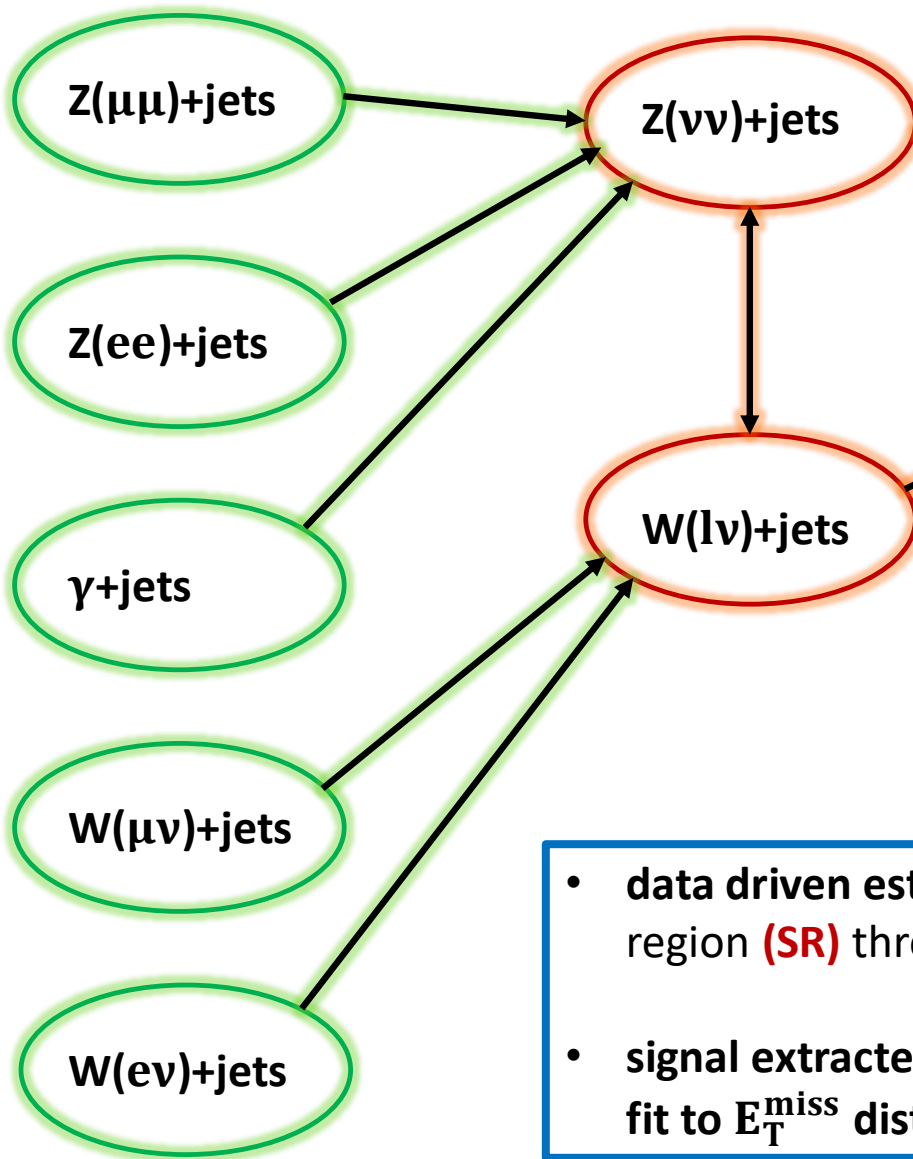 Z(μμ)+jets
Z(νν)+jets
Z(ee)+jets
W(lν)+jets
γ+jets
W(μν)+jets
W(eν)+jets
• data driven est
region (SR) thr
• signal extracte
fit to E_T^miss dist